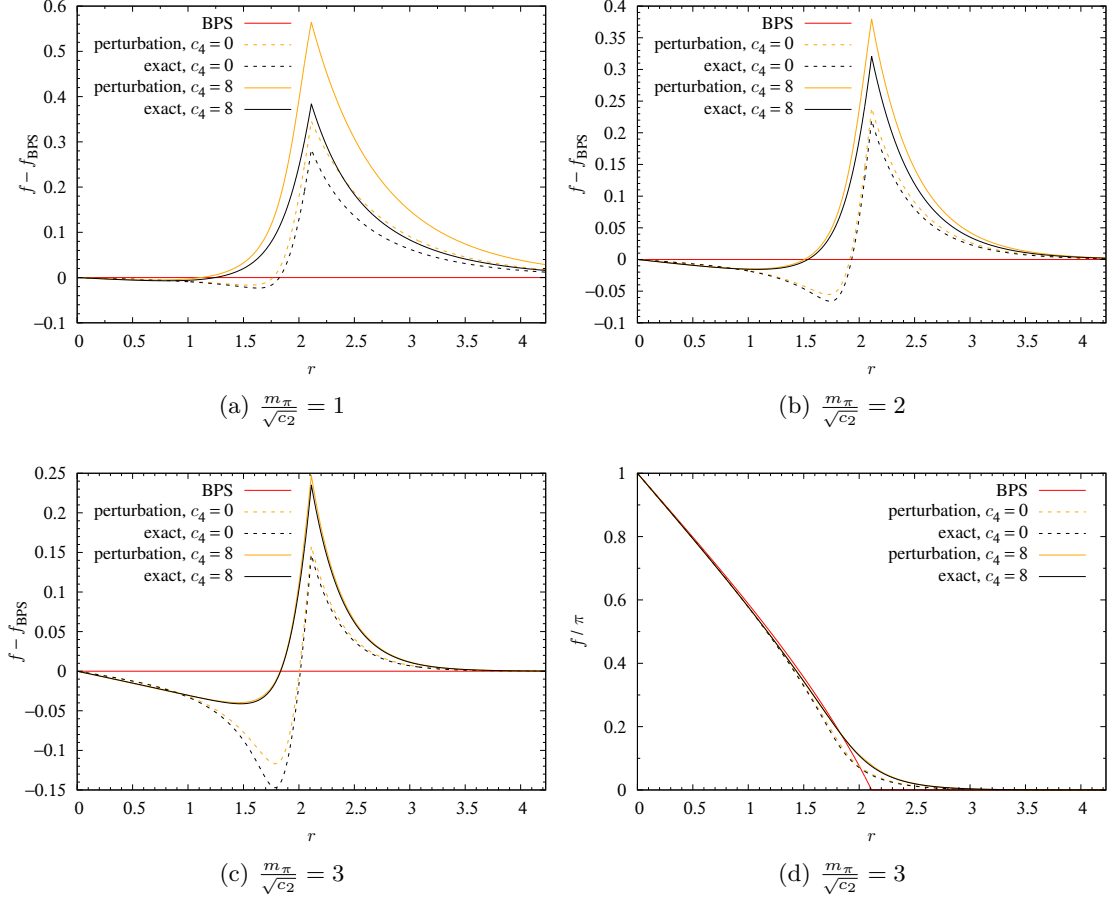 0.6
0.5
0.4
0.3
0.2
0.1
0
−0.1
f − f_BPS
BPS
perturbation, c₄ = 0
exact, c₄ = 0
perturbation, c₄ = 8
exact, c₄ = 8
0 0.5 1 1.5 2 2.5 3 3.5 4
r
(a) m_π/√c₂ = 1
0.4
0.35
0.3
0.25
0.2
0.15
0.1
0.05
0
−0.05
−0.1
f − f_BPS
BPS
perturbation, c₄ = 0
exact, c₄ = 0
perturbation, c₄ = 8
exact, c₄ = 8
0 0.5 1 1.5 2 2.5 3 3.5 4
r
(b) m_π/√c₂ = 2
0.25
0.2
0.15
0.1
0.05
0
−0.05
−0.1
−0.15
f − f_BPS
BPS
perturbation, c₄ = 0
exact, c₄ = 0
perturbation, c₄ = 8
exact, c₄ = 8
0 0.5 1 1.5 2 2.5 3 3.5 4
r
(c) m_π/√c₂ = 3
1
0.8
0.6
0.4
0.2
0
f / π
BPS
perturbation, c₄ = 0
exact, c₄ = 0
perturbation, c₄ = 8
exact, c₄ = 8
0 0.5 1 1.5 2 2.5 3 3.5 4
r
(d) m_π/√c₂ = 3